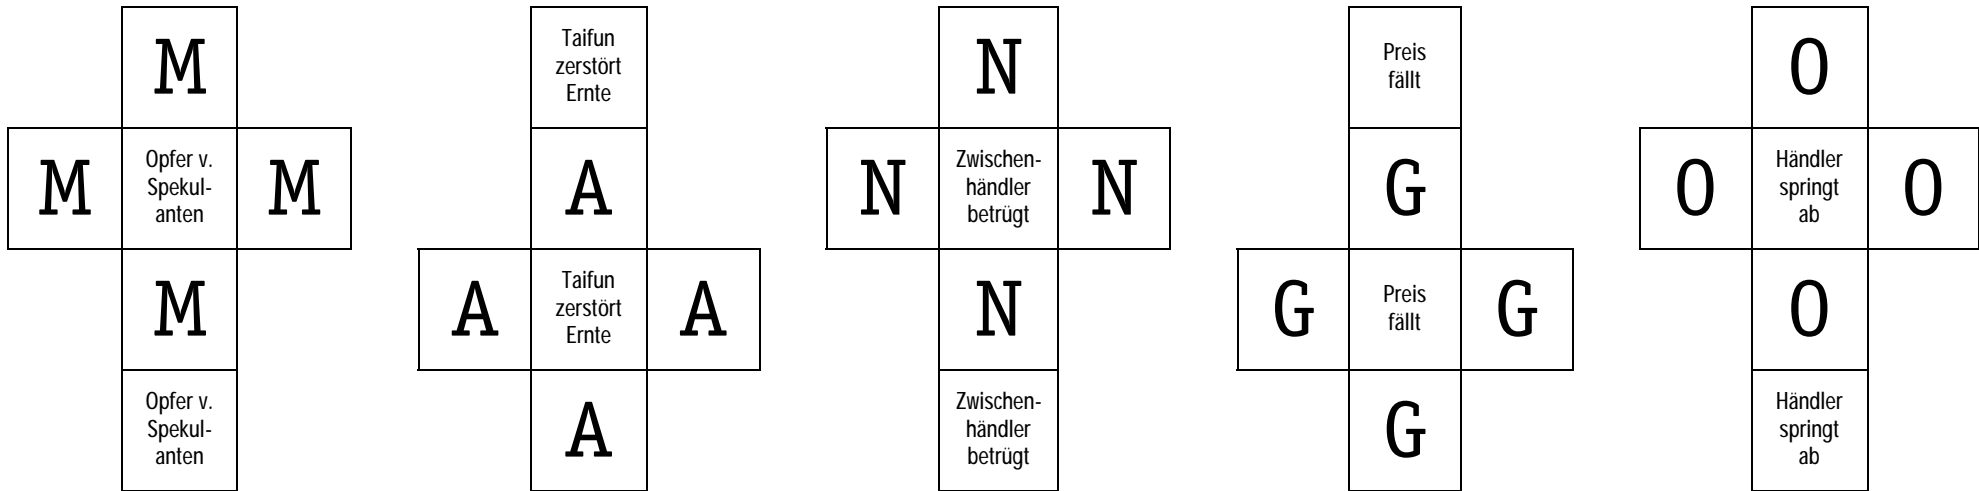 M
M
Opfer v.
Spekul-
anten
M
M
Opfer v.
Spekul-
anten
Taifun
zerstört
Ernte
A
A
Taifun
zerstört
Ernte
A
A
N
N
Zwischen-
händler
betrügt
N
N
Zwischen-
händler
betrügt
Preis
fällt
G
G
Preis
fällt
G
G
O
O
Händler
springt
ab
O
O
Händler
springt
ab